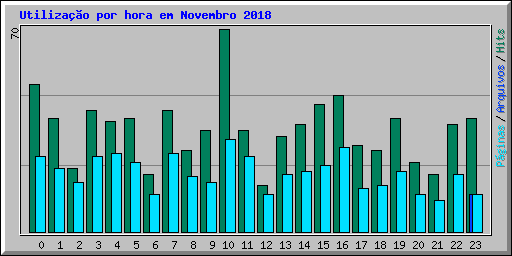 Utilização por hora em Novembro 2018
70
Páginas / Arquivos / Hits
0 1 2 3 4 5 6 7 8 9 10 11 12 13 14 15 16 17 18 19 20 21 22 23